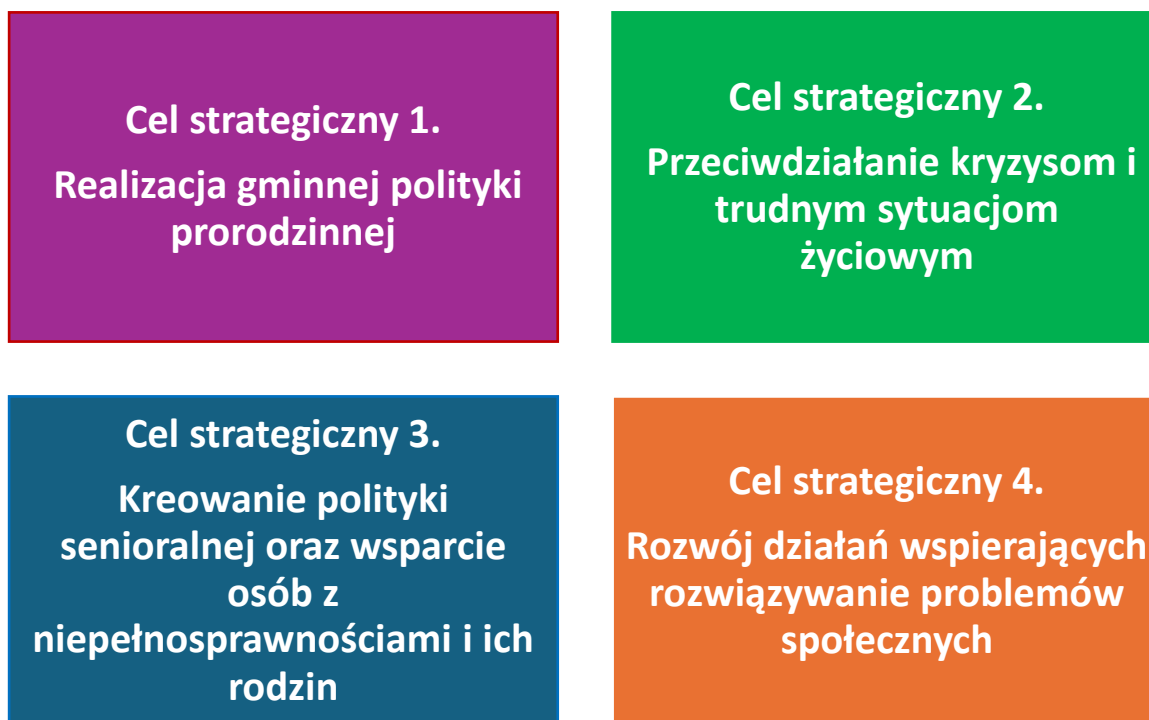 Cel strategiczny 1.
Realizacja gminnej polityki
prorodzinnej
Cel strategiczny 2.
Przeciwdziałanie kryzysom i
trudnym sytuacjom
życiowym
Cel strategiczny 3.
Kreowanie polityki
senioralnej oraz wsparcie
osób z
niepełnosprawnościami i ich
rodzin
Cel strategiczny 4.
Rozwój działań wspierających
rozwiązywanie problemów
społecznych